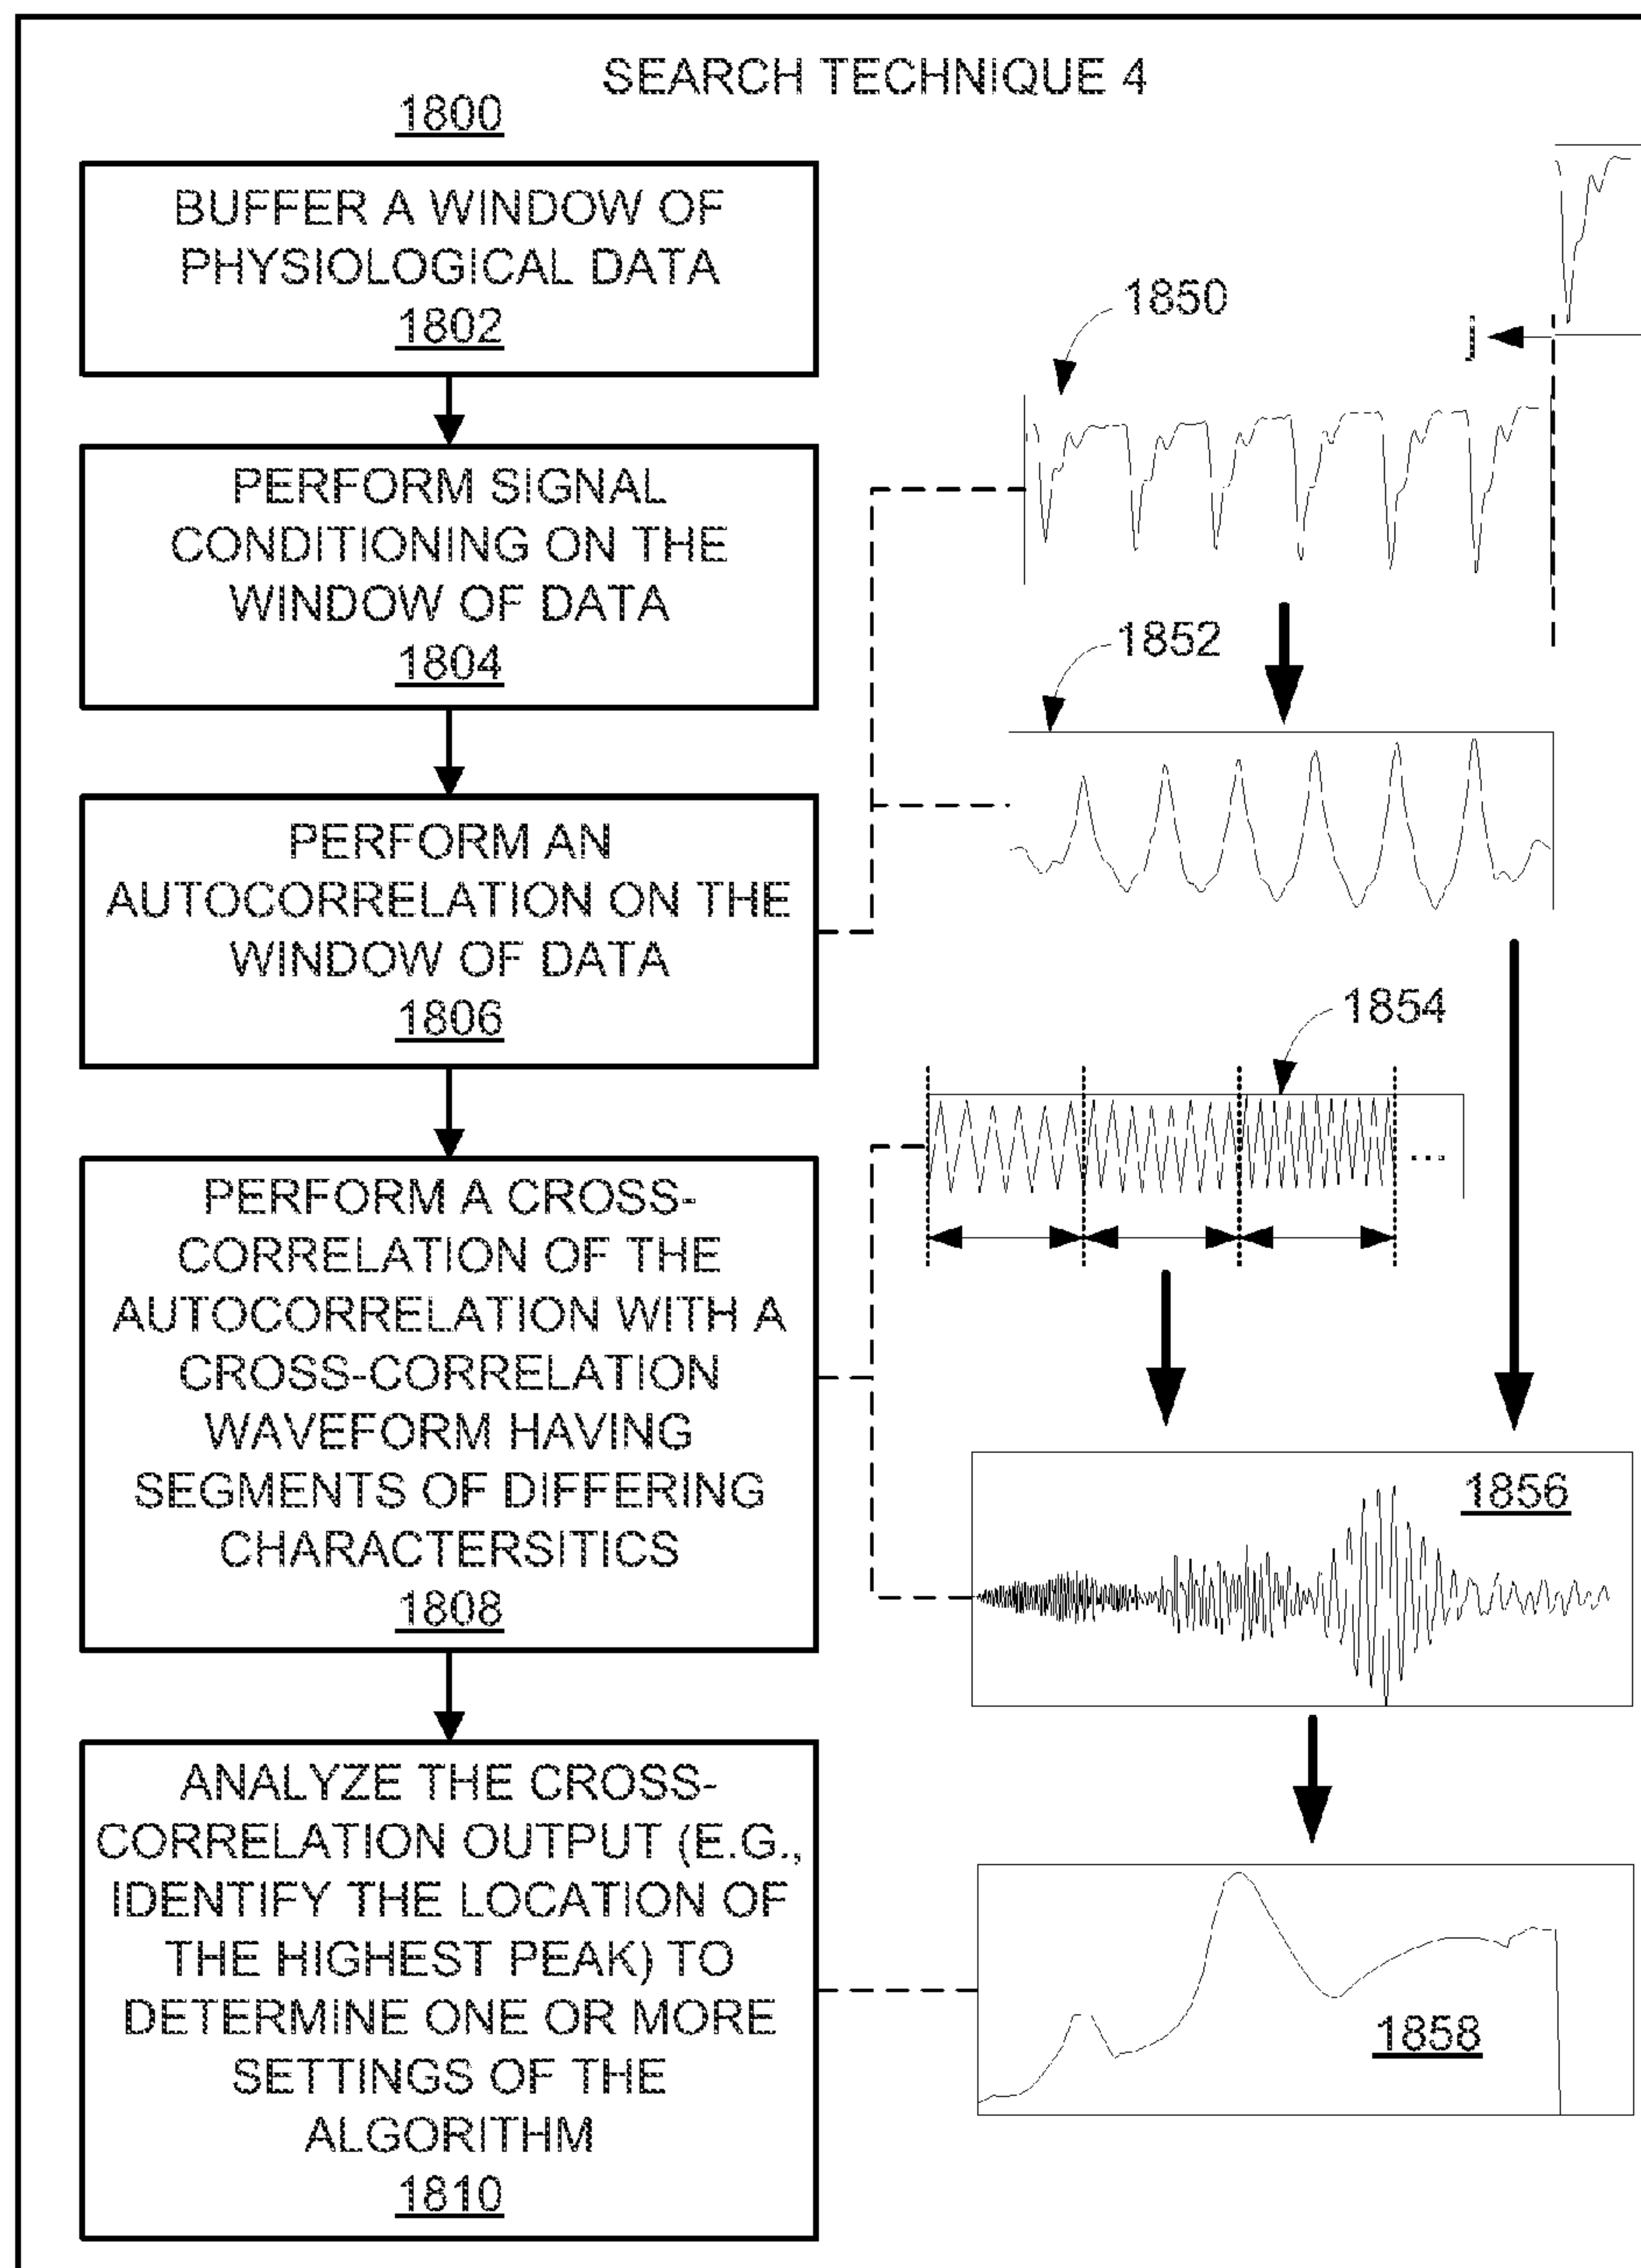 SEARCH TECHNIQUE 4
1800
BUFFER A WINDOW OF
PHYSIOLOGICAL DATA
1802
PERFORM SIGNAL
CONDITIONING ON THE
WINDOW OF DATA
1804
PERFORM AN
AUTOCORRELATION ON THE
WINDOW OF DATA
1806
PERFORM A CROSS-
CORRELATION OF THE
AUTOCORRELATION WITH A
CROSS-CORRELATION
WAVEFORM HAVING
SEGMENTS OF DIFFERING
CHARACTERSITICS
1808
ANALYZE THE CROSS-
CORRELATION OUTPUT (E.G.,
IDENTIFY THE LOCATION OF
THE HIGHEST PEAK) TO
DETERMINE ONE OR MORE
SETTINGS OF THE
ALGORITHM
1810
1850
j
1852
1854
...
1856
1858